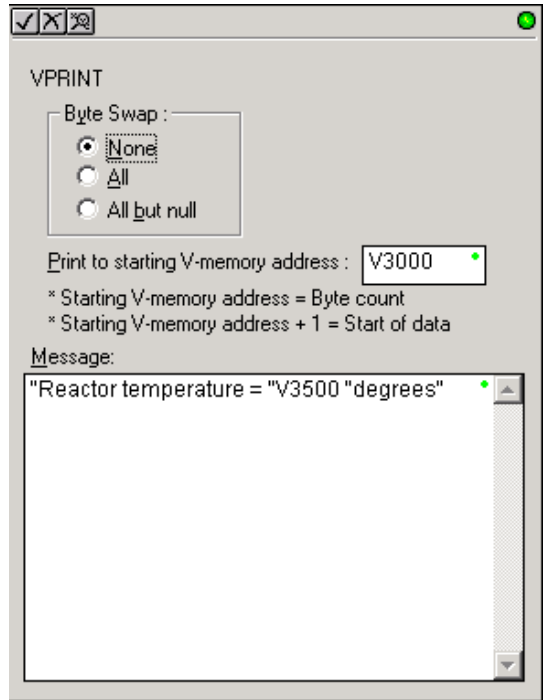 VPRINT
Byte Swap :
None
All
All but null
Print to starting V-memory address : V3000
* Starting V-memory address = Byte count
* Starting V-memory address + 1 = Start of data
Message:
"Reactor temperature = "V3500 "degrees"